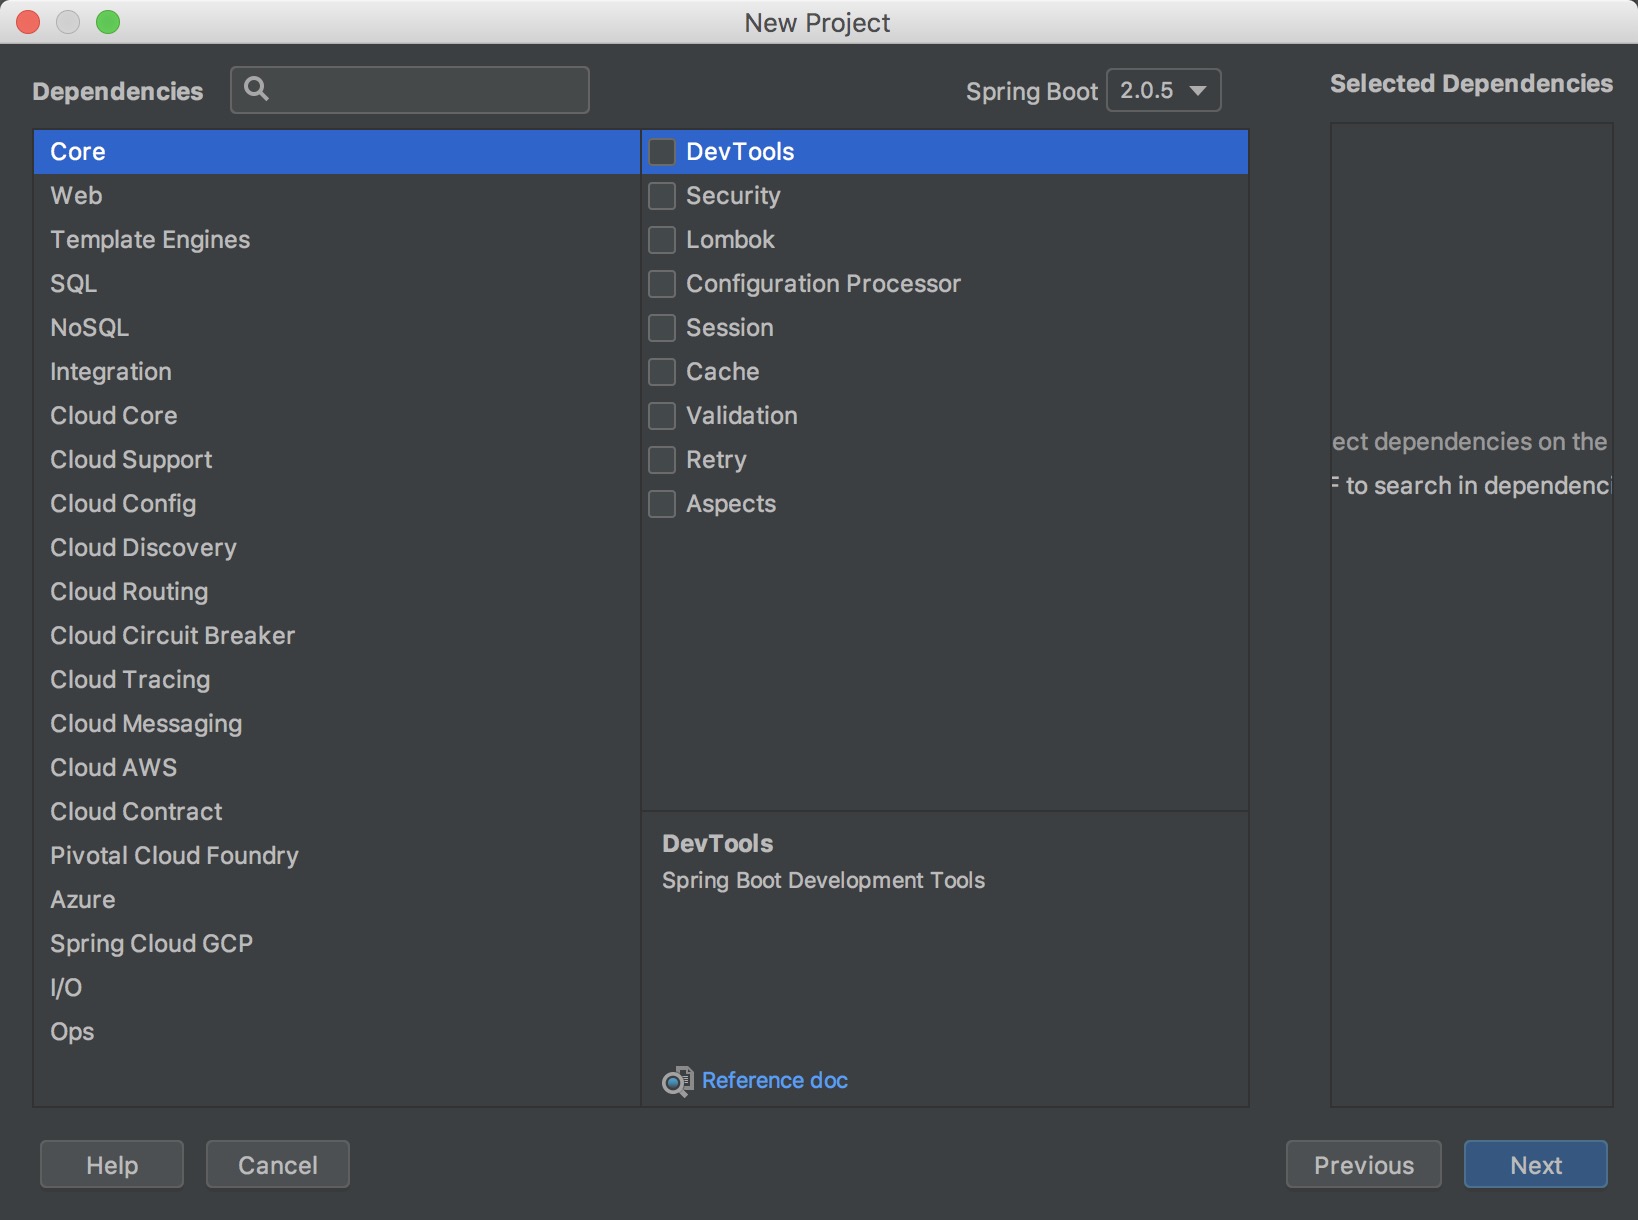 New Project
Dependencies
Spring Boot 2.0.5
Selected Dependencies
Core
Web
Template Engines
SQL
NoSQL
Integration
Cloud Core
Cloud Support
Cloud Config
Cloud Discovery
Cloud Routing
Cloud Circuit Breaker
Cloud Tracing
Cloud Messaging
Cloud AWS
Cloud Contract
Pivotal Cloud Foundry
Azure
Spring Cloud GCP
I/O
Ops
DevTools
Security
Lombok
Configuration Processor
Session
Cache
Validation
Retry
Aspects
DevTools
Spring Boot Development Tools
Reference doc
ect dependencies on the
F to search in dependenci
Help
Cancel
Previous
Next